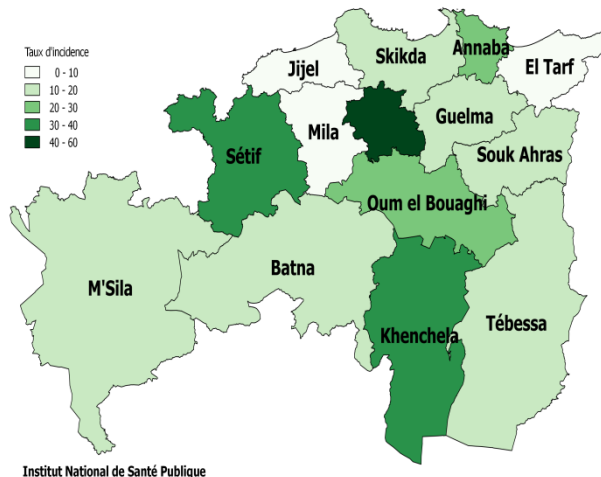 Taux d'incidence
0 - 10
10 - 20
20 - 30
30 - 40
40 - 60
Jijel
Skikda
Annaba
El Tarf
Sétif
Mila
Guelma
Souk Ahras
Oum el Bouaghi
M'Sila
Batna
Khenchela
Tébessa
Institut National de Santé Publique